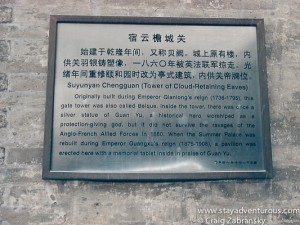 宿云檐城关
始建于乾隆年间，又称贝阙。城上原有楼，内
供关羽银铸塑像，一八六〇年被英法联军掠走。光
绪年间重修颐和园时改为亭式建筑，内供关帝牌位。
Suyunyan Chengguan (Tower of Cloud-Retaining Eaves)
Originally built during Emperor Qianlong's reign (1736-1795), this
gate tower was also called Beique. Inside the tower, there was once a
silver statue of Guan Yu, a historical hero worshiped as a
protection-giving god, but it did not survive the ravages of the
Anglo-French Allied Forces in 1860. When the Summer Palace was
rebuilt during Emperor Guangxu's reign (1875-1908), a pavilion was
erected here with a memorial tablet inside in praise of Guan Yu.
www.stayadventurous.com
Craig Zabransky